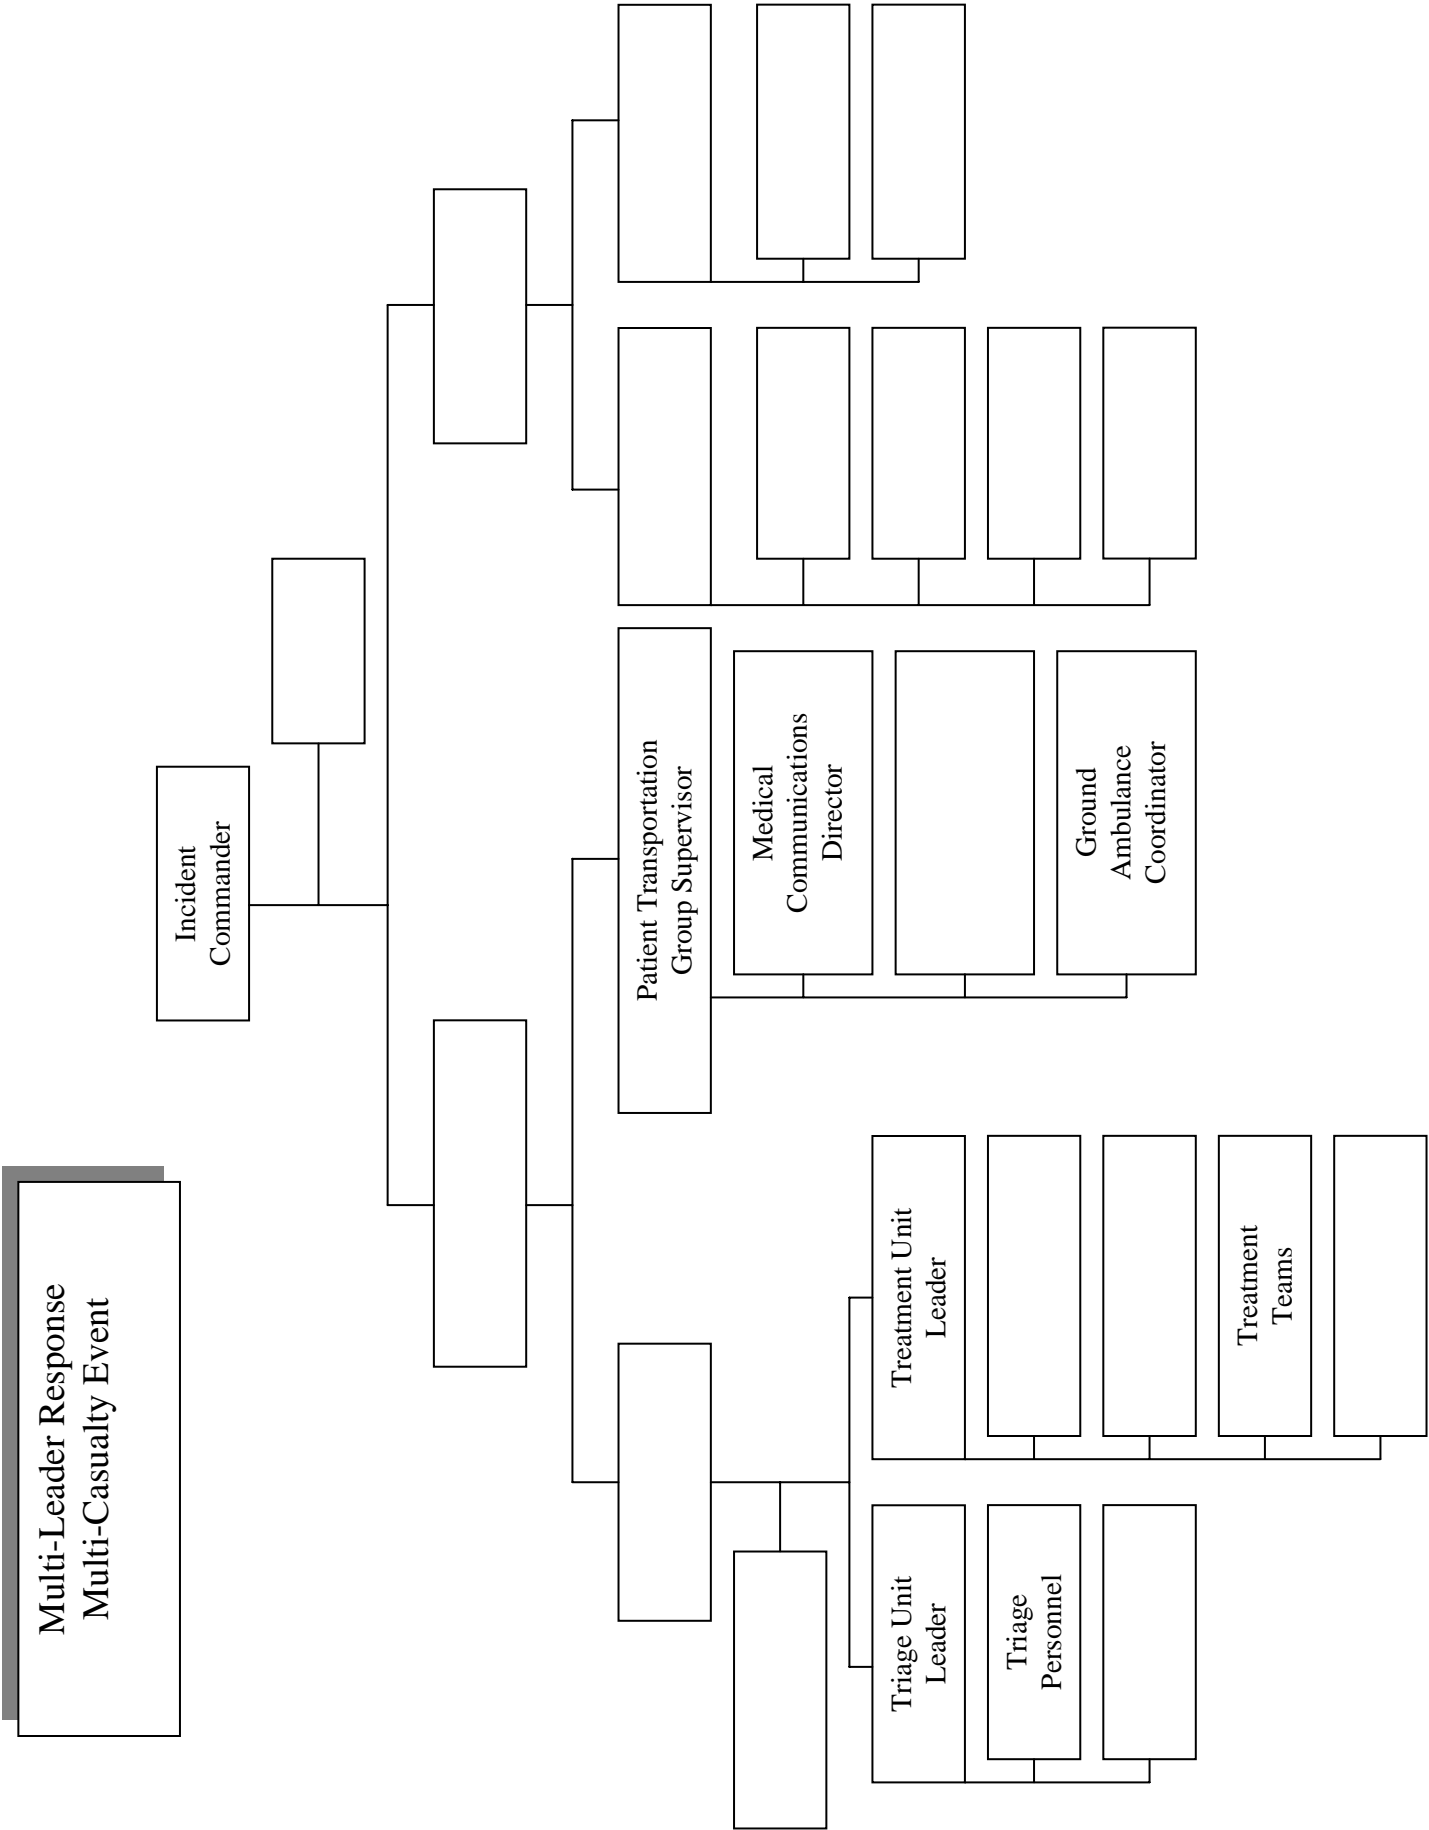 Multi-Leader Response
Multi-Casualty Event
Incident
Commander
Patient Transportation
Group Supervisor
Medical
Communications
Director
Ground
Ambulance
Coordinator
Triage Unit
Leader
Triage
Personnel
Treatment Unit
Leader
Treatment
Teams